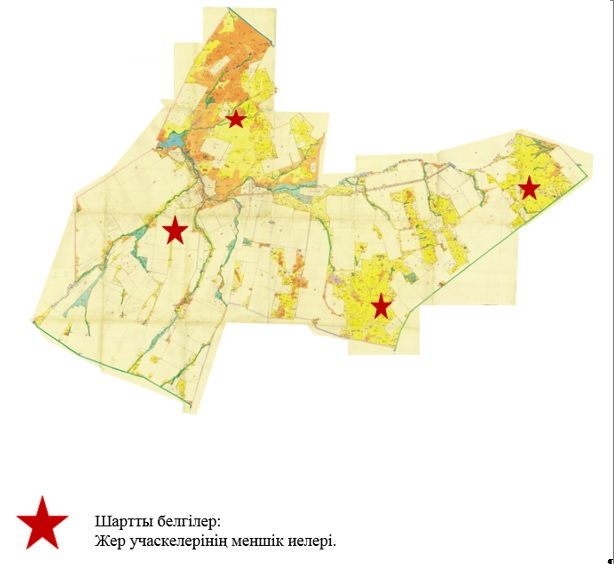 Шартты белгілер:
Жер учаскелерінің меншік иелері.